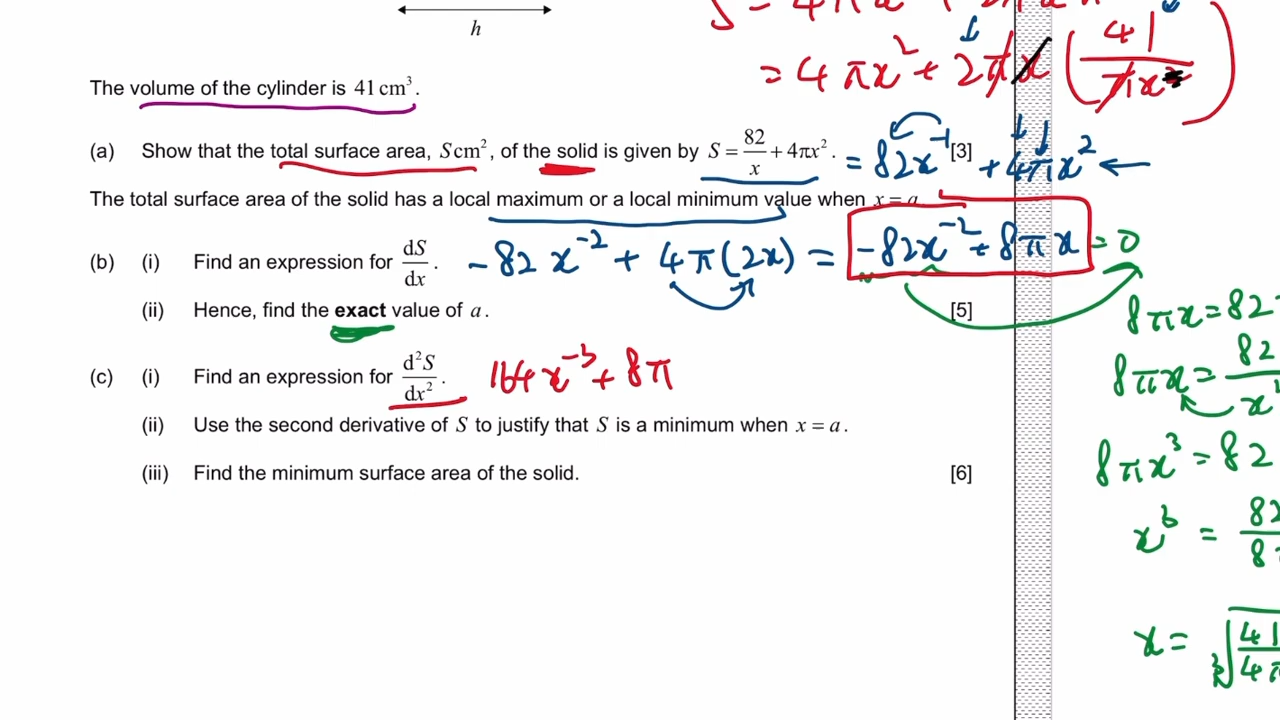 = 4πx² + 2πx (41/πx²)
h
The volume of the cylinder is 41 cm³.
(a) Show that the total surface area, S cm², of the solid is given by S = 82/x + 4πx². = 82x⁻¹ + 4πx² ← [3]
The total surface area of the solid has a local maximum or a local minimum value when x = a
(b) (i) Find an expression for dS/dx. -82x⁻² + 4π(2x) = -82x⁻² + 8πx = 0
(ii) Hence, find the exact value of a. [5]
8πx = 82
8πx = 82/x
(c) (i) Find an expression for d²S/dx². 164x⁻³ + 8π
(ii) Use the second derivative of S to justify that S is a minimum when x = a.
8πx³ = 82
(iii) Find the minimum surface area of the solid. [6]
x⁶ = 82/8
x = ³√41/4π